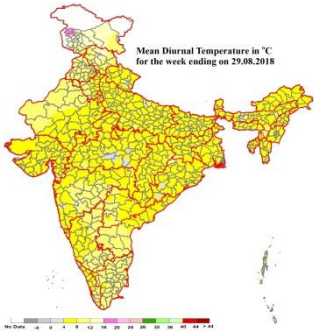 Mean Diurnal Temperature in °C
for the week ending on 29.08.2018
No Data -4 0 4 8 12 16 20 24 28 32 36 40 44 > 44